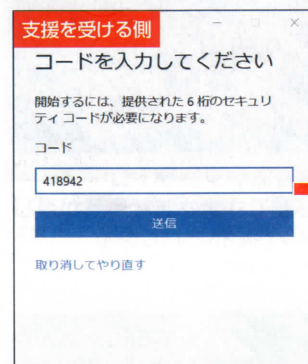 支援を受ける側
コードを入力してください
開始するには、提供された 6 桁のセキュリ
ティ コードが必要になります。
コード
418942
送信
取り消してやり直す